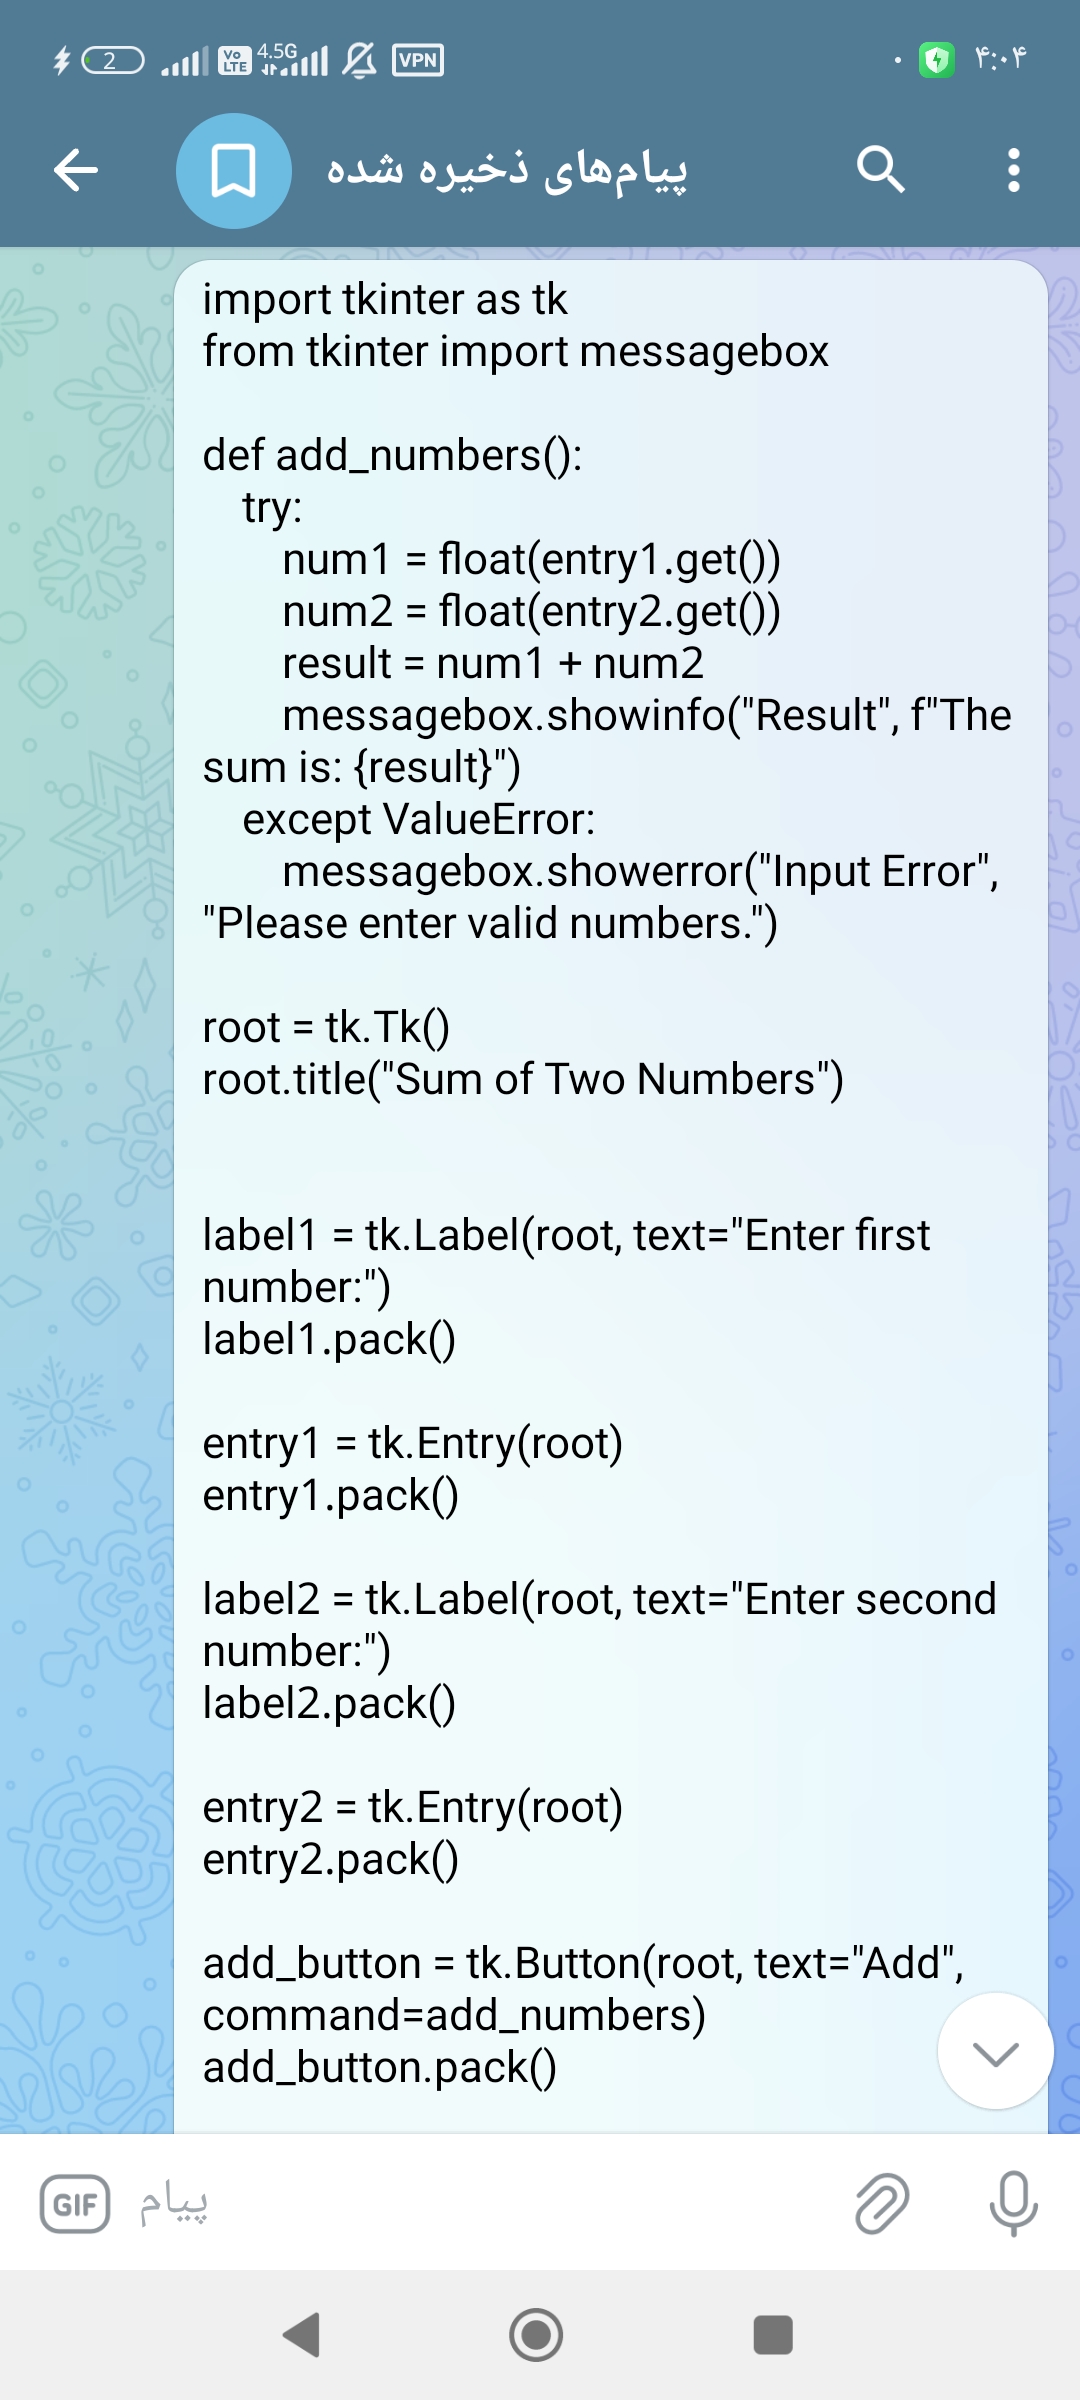 2 Vo LTE 4.5G VPN ۴:۰۴
پیام‌های ذخیره شده
import tkinter as tk
from tkinter import messagebox
def add_numbers():
    try:
        num1 = float(entry1.get())
        num2 = float(entry2.get())
        result = num1 + num2
        messagebox.showinfo("Result", f"The
sum is: {result}")
    except ValueError:
        messagebox.showerror("Input Error",
"Please enter valid numbers.")
root = tk.Tk()
root.title("Sum of Two Numbers")
label1 = tk.Label(root, text="Enter first
number:")
label1.pack()
entry1 = tk.Entry(root)
entry1.pack()
label2 = tk.Label(root, text="Enter second
number:")
label2.pack()
entry2 = tk.Entry(root)
entry2.pack()
add_button = tk.Button(root, text="Add",
command=add_numbers)
add_button.pack()
GIF پیام